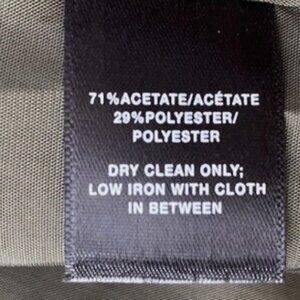 71%ACETATE/ACÉTATE
29%POLYESTER/
POLYESTER
DRY CLEAN ONLY;
LOW IRON WITH CLOTH
IN BETWEEN